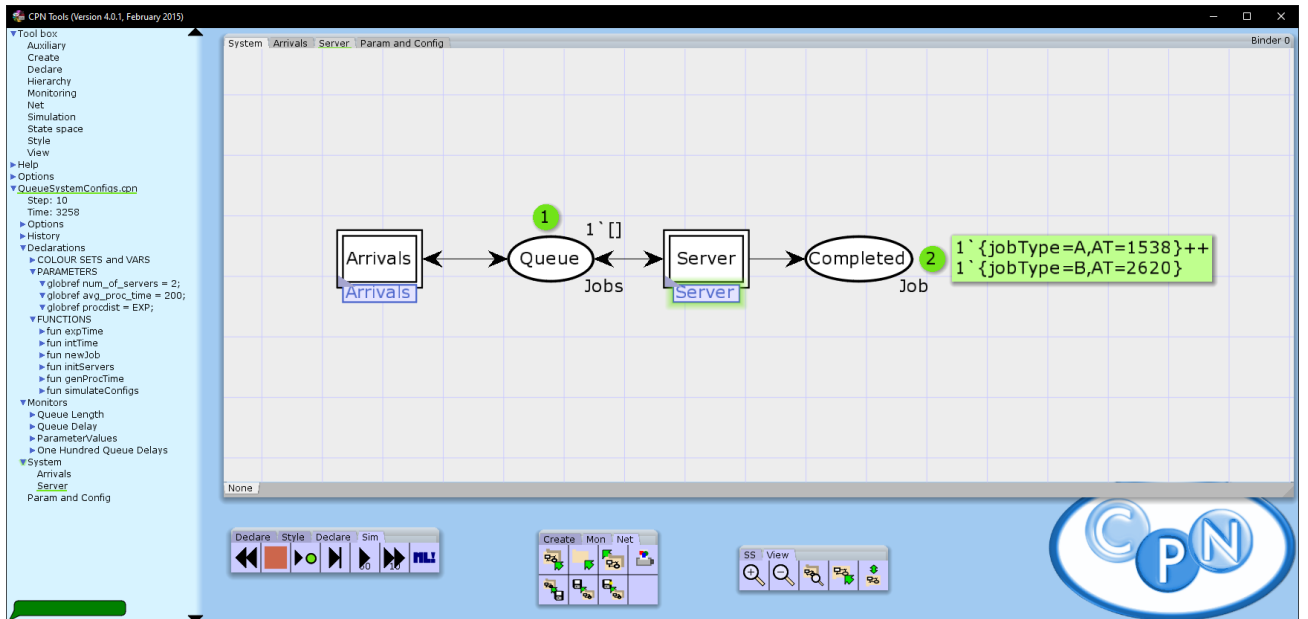 CPN Tools (Version 4.0.1, February 2015)
Tool box
Auxiliary
Create
Declare
Hierarchy
Monitoring
Net
Simulation
State space
Style
View
Help
Options
QueueSystemConfigs.cpn
Step: 10
Time: 3258
Options
History
Declarations
COLOUR SETS and VARS
PARAMETERS
globref num_of_servers = 2;
globref avg_proc_time = 200;
globref procdist = EXP;
FUNCTIONS
fun expTime
fun intTime
fun newJob
fun initServers
fun genProcTime
fun simulateConfigs
Monitors
Queue Length
Queue Delay
ParameterValues
One Hundred Queue Delays
System
Arrivals
Server
Param and Config
System Arrivals Server Param and Config
Binder 0
1
1`[]
Arrivals
Queue
Server
Completed
2
1`{jobType=A,AT=1538}++
1`{jobType=B,AT=2620}
Arrivals
Jobs
Server
Job
None
Declare Style Declare Sim
50
10
ML!
Create Mon Net
SS View
CPN